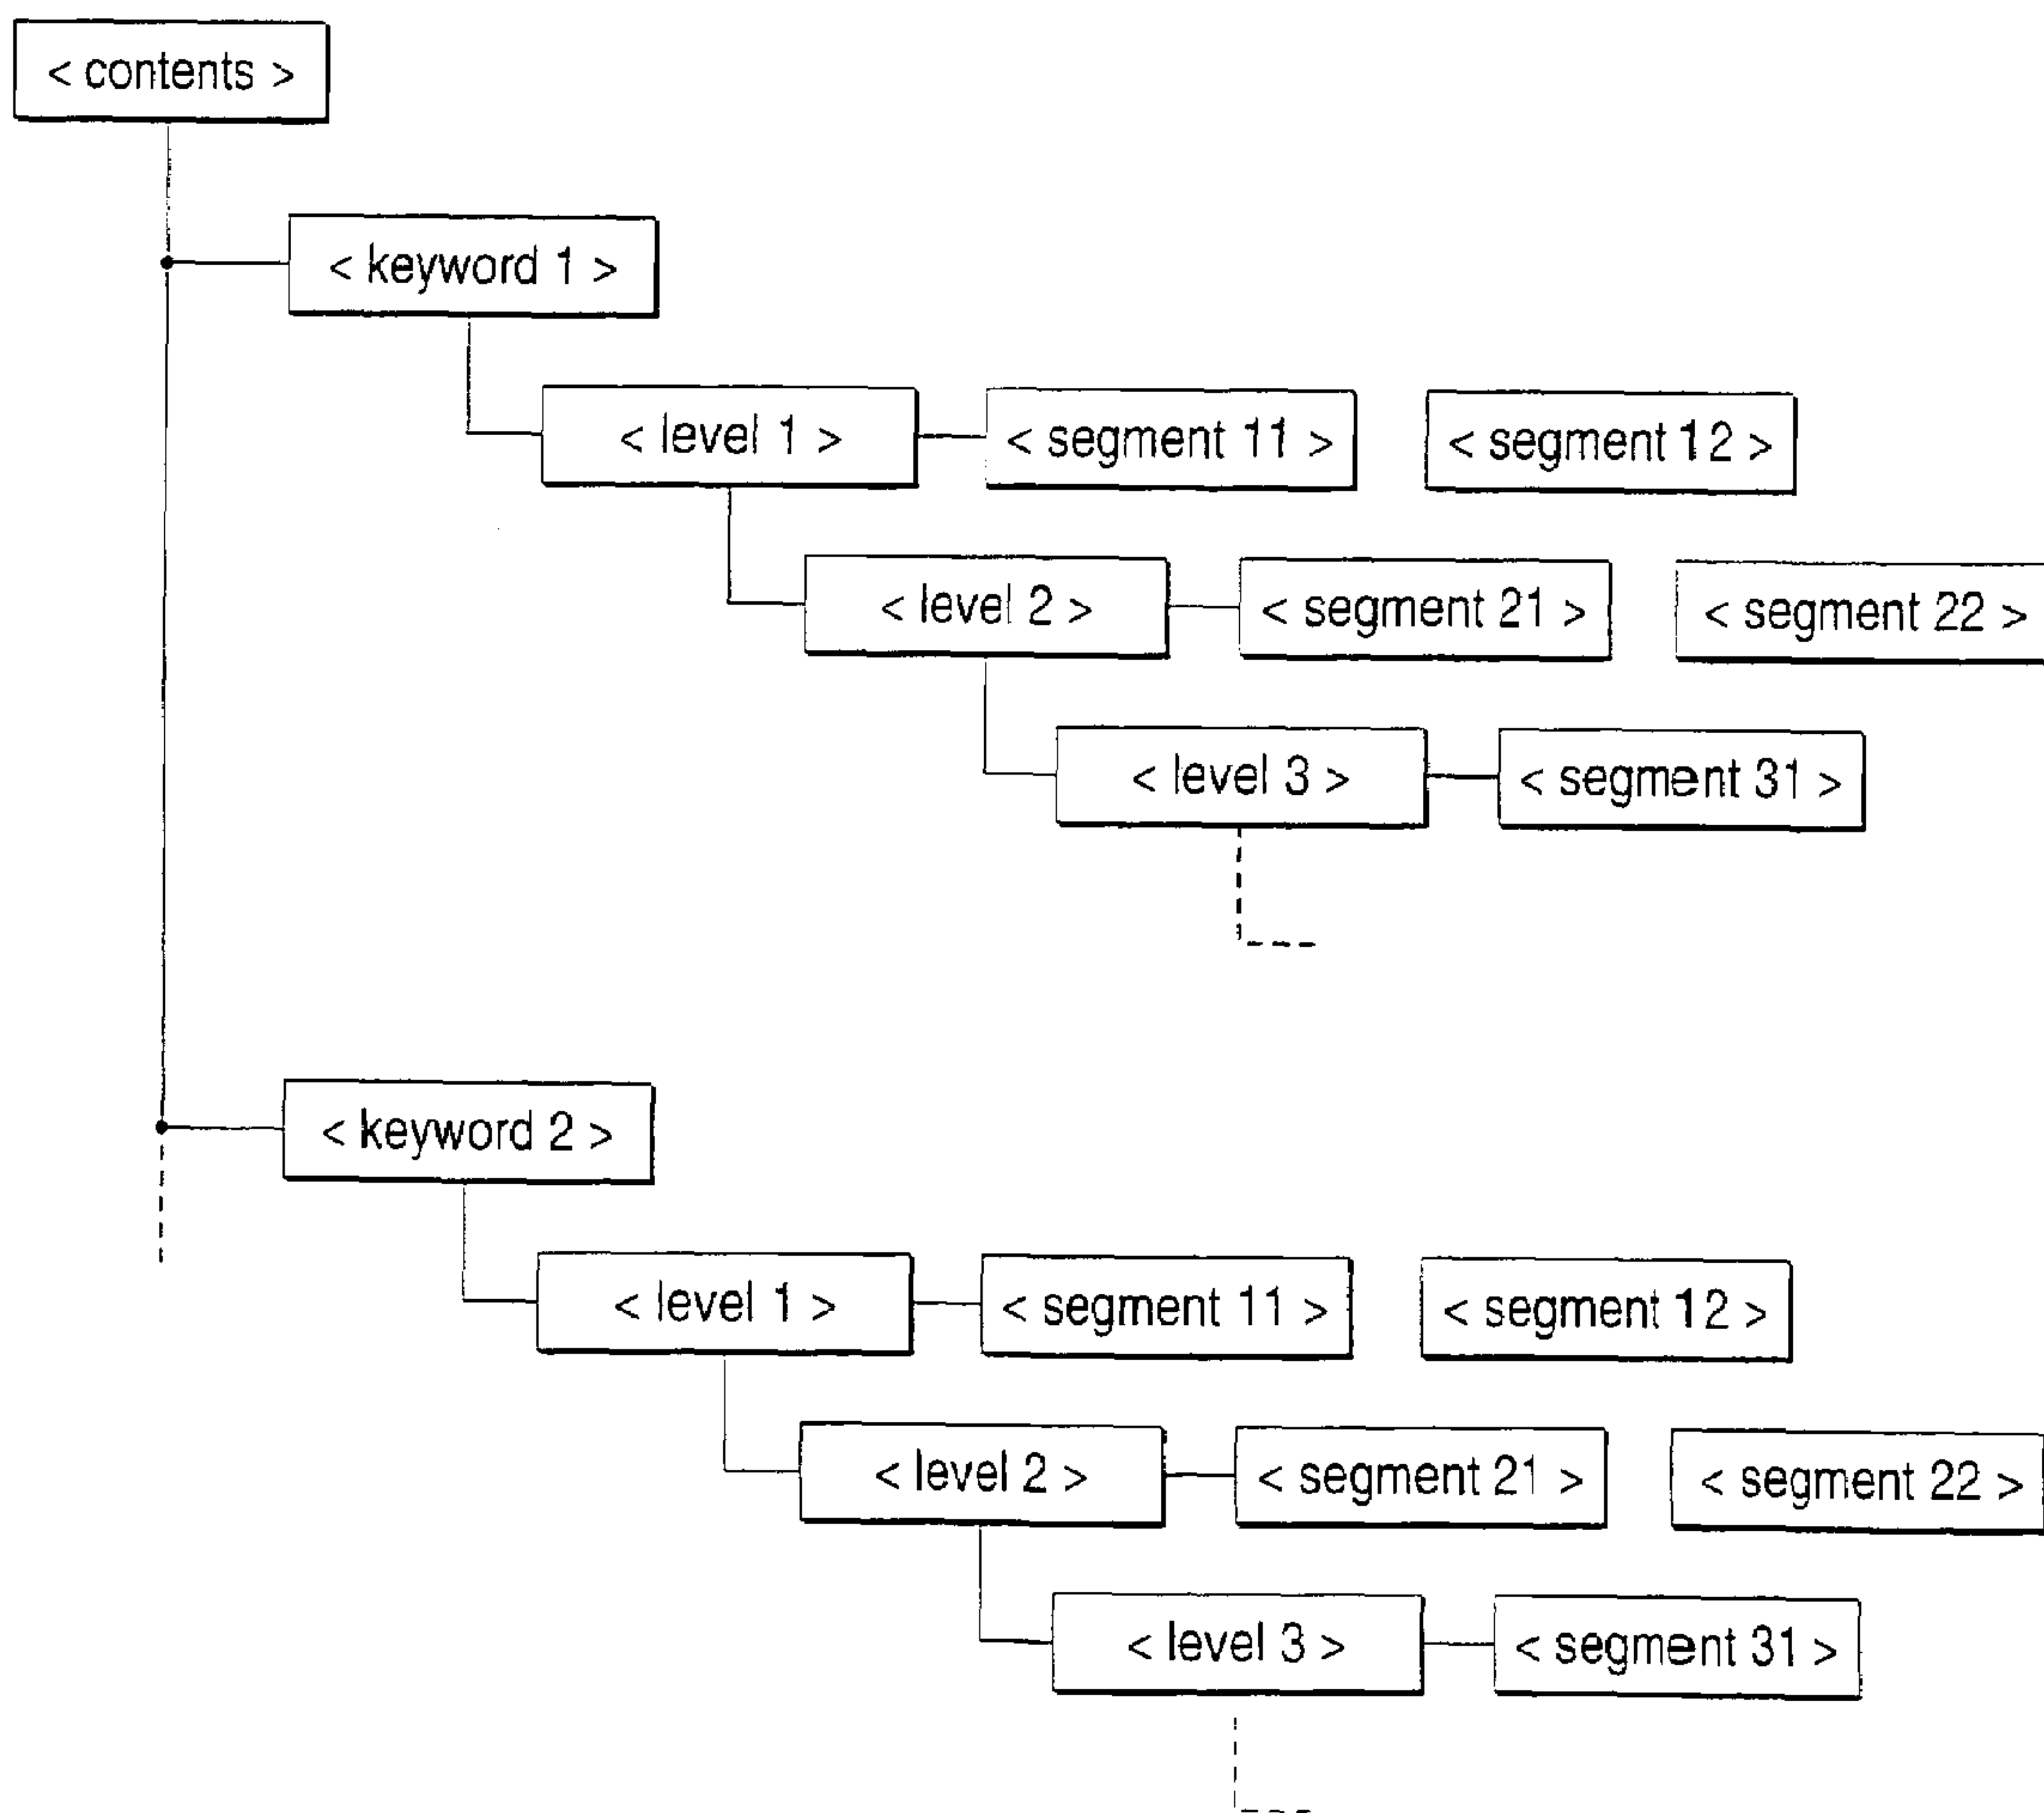 < contents >
< keyword 1 >
< level 1 > < segment 11 > < segment 12 >
< level 2 > < segment 21 > < segment 22 >
< level 3 > < segment 31 >
< keyword 2 >
< level 1 > < segment 11 > < segment 12 >
< level 2 > < segment 21 > < segment 22 >
< level 3 > < segment 31 >